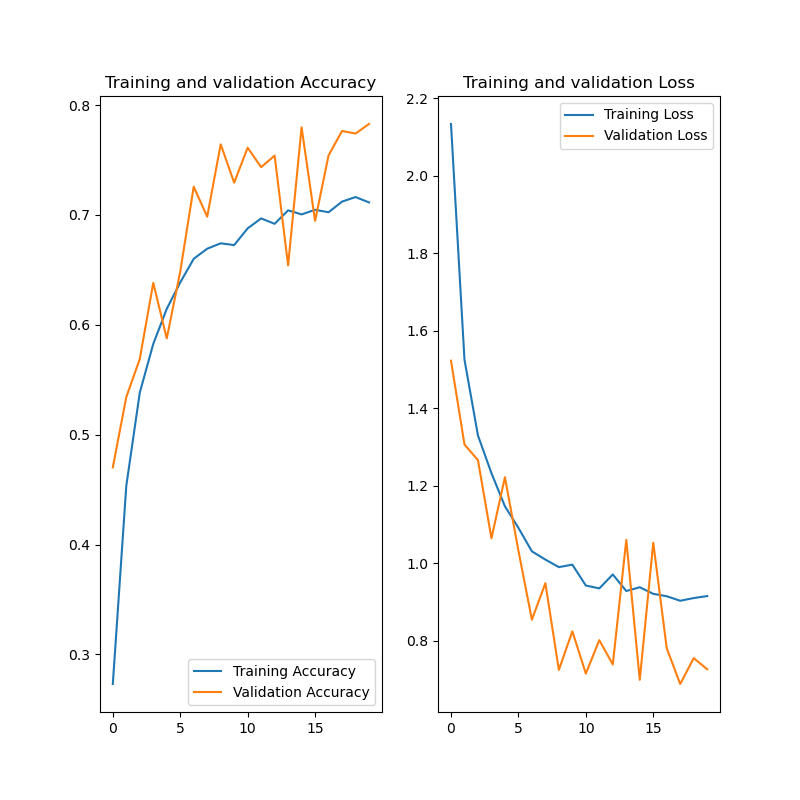 Training and validation Accuracy
0.8
0.7
0.6
0.5
0.4
0.3
0 5 10 15
Training Accuracy
Validation Accuracy
Training and validation Loss
2.2
2.0
1.8
1.6
1.4
1.2
1.0
0.8
0 5 10 15
Training Loss
Validation Loss